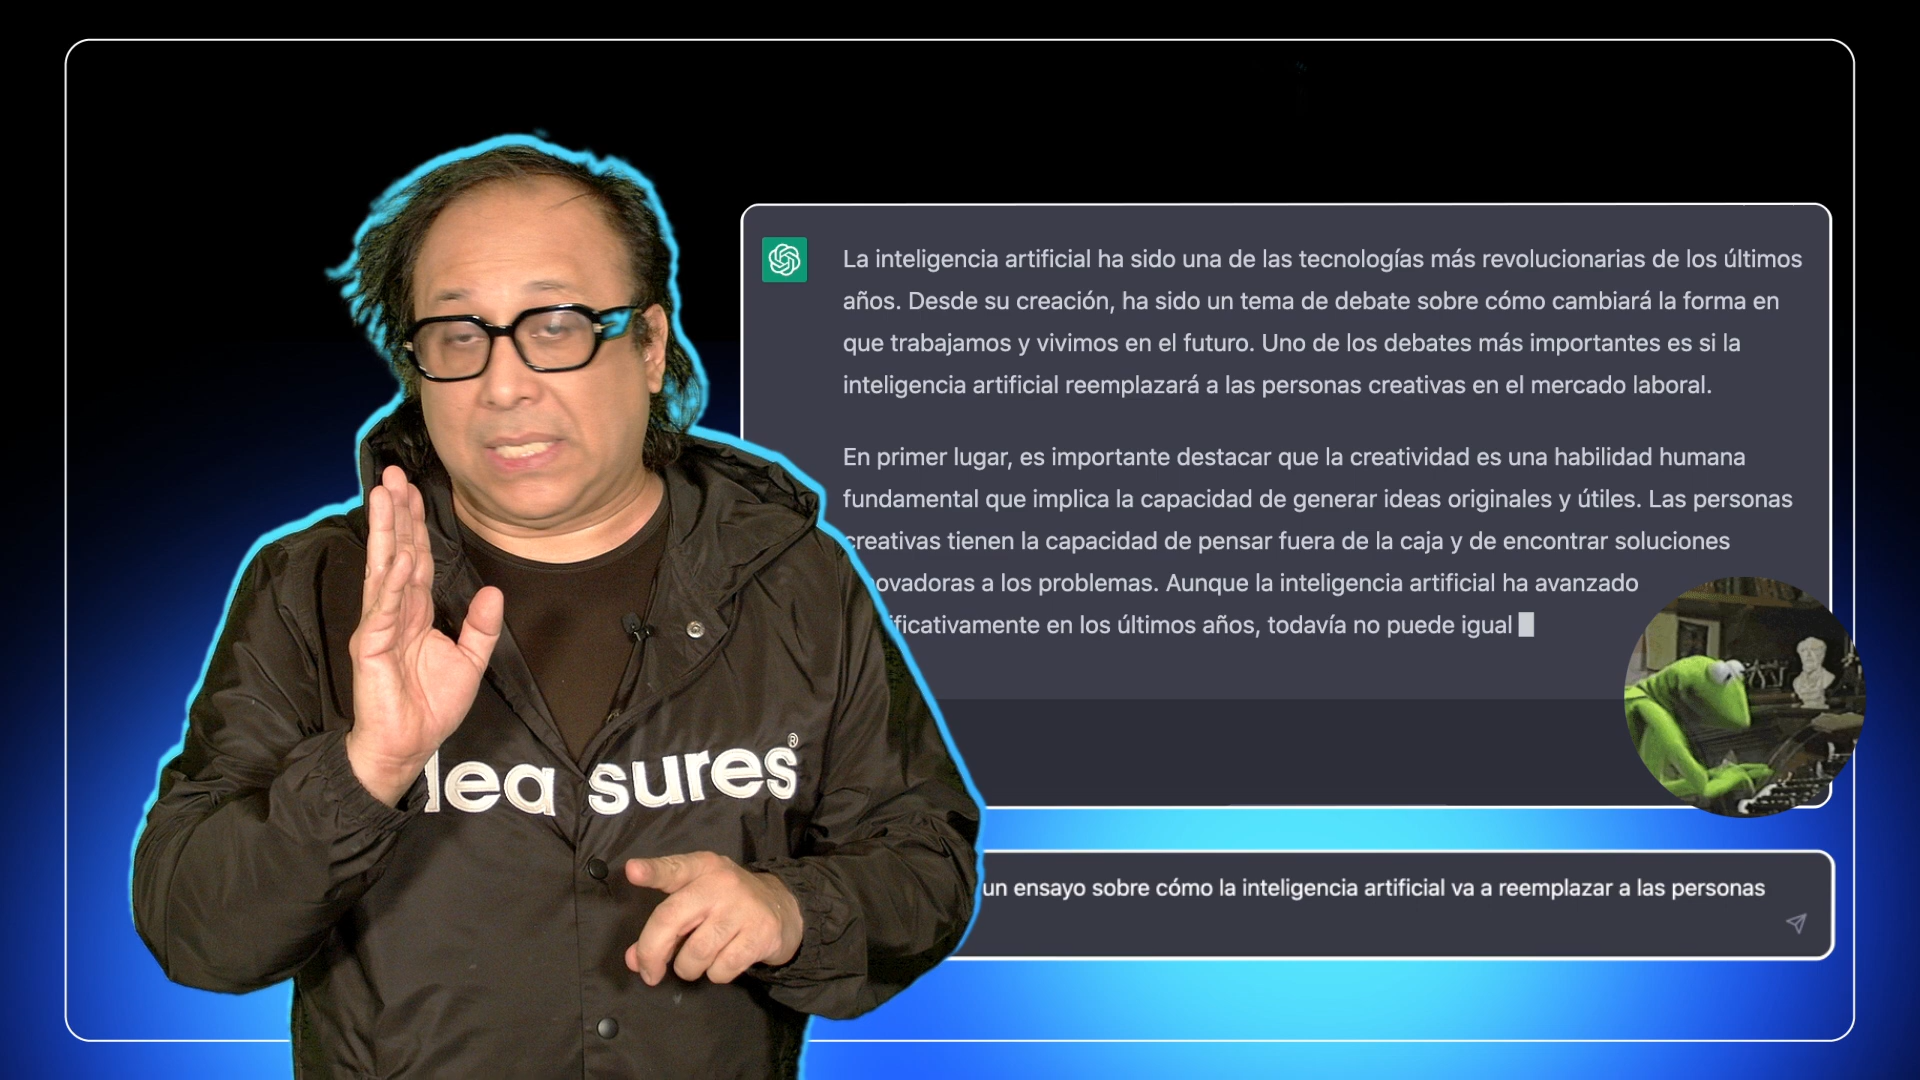 La inteligencia artificial ha sido una de las tecnologías más revolucionarias de los últimos
años. Desde su creación, ha sido un tema de debate sobre cómo cambiará la forma en
que trabajamos y vivimos en el futuro. Uno de los debates más importantes es si la
inteligencia artificial reemplazará a las personas creativas en el mercado laboral.
En primer lugar, es importante destacar que la creatividad es una habilidad humana
fundamental que implica la capacidad de generar ideas originales y útiles. Las personas
creativas tienen la capacidad de pensar fuera de la caja y de encontrar soluciones
a los problemas. Aunque la inteligencia artificial ha avanzado
en los últimos años, todavía no puede igual
sures®
un ensayo sobre cómo la inteligencia artificial va a reemplazar a las personas